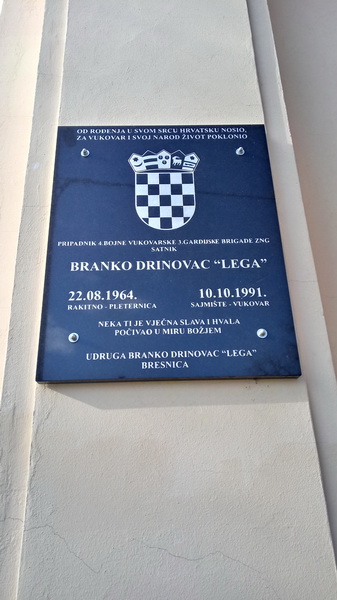 OD ROĐENJA U SVOM SRCU HRVATSKU NOSIO,
ZA VUKOVAR I SVOJ NAROD ŽIVOT POKLONIO
PRIPADNIK 4.BOJNE VUKOVARSKE 3.GARDIJSKE BRIGADE ZNG
SATNIK
BRANKO DRINOVAC “LEGA”
22.08.1964. 10.10.1991.
RAKITNO - PLETERNICA SAJMIŠTE - VUKOVAR
NEKA TI JE VJEČNA SLAVA I HVALA
POČIVAO U MIRU BOŽJEM
UDRUGA BRANKO DRINOVAC “LEGA”
BRESNICA